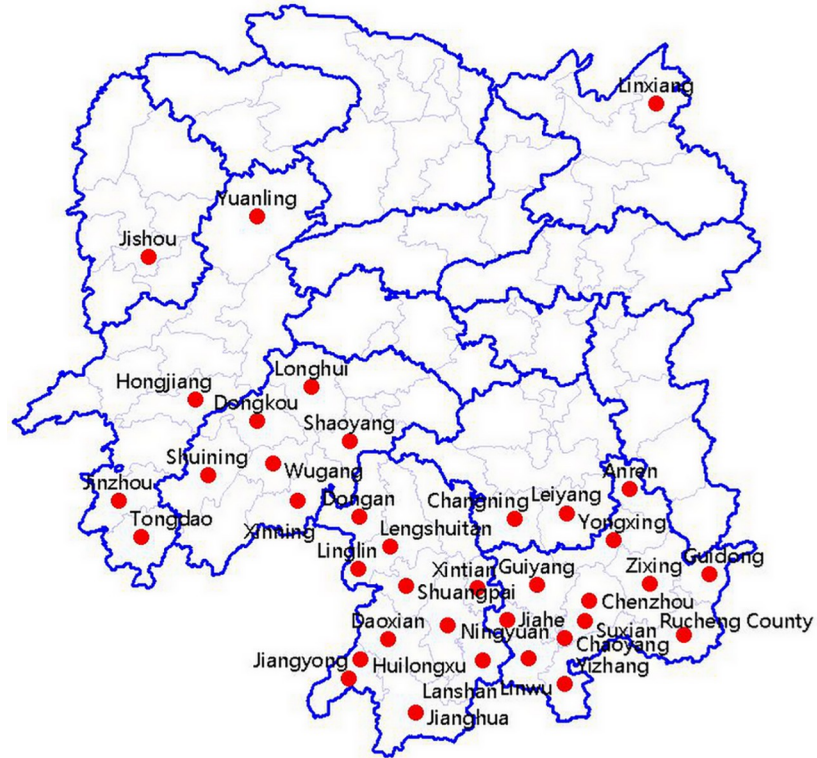 Linxiang
Yuanling
Jishou
Longhui
Hongjiang
Dongkou
Shaoyang
Shuining
Wugang
Anren
Jinzhou
Dongan
Changning
Leiyang
Tongdao
Xinning
Lengshuitan
Yongxing
Linglin
Xintian
Guiyang
Zixing
Guidong
Shuangpai
Chenzhou
Daoxian
Ningyuan
Jiahe
Suxian
Rucheng County
Chaoyang
Jiangyong
Huilongxu
Yizhang
Lanshan
Linwu
Jianghua